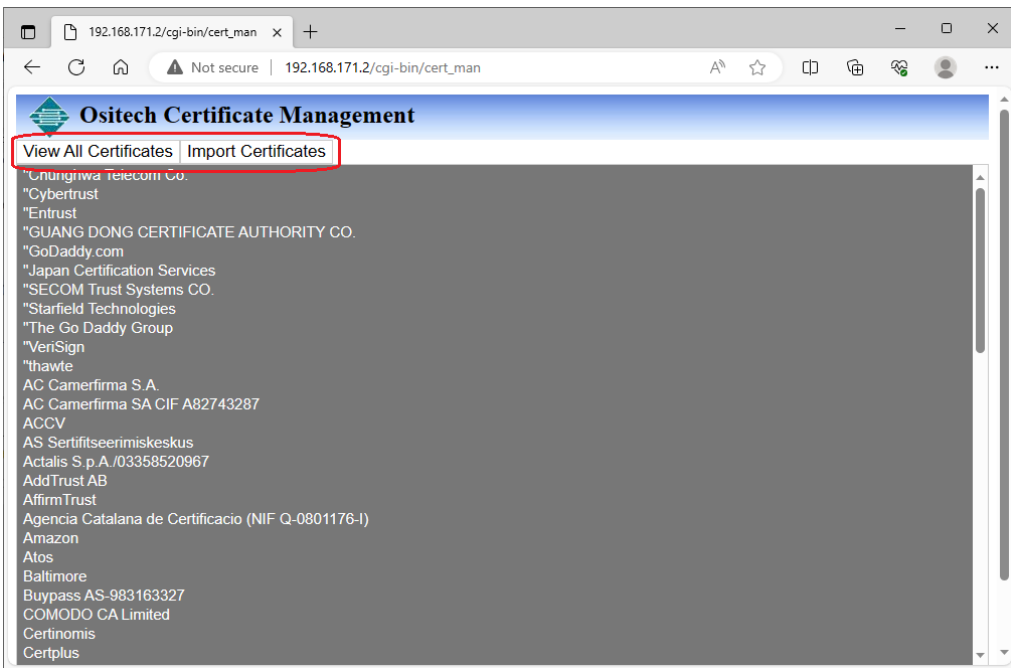 192.168.171.2/cgi-bin/cert_man
Not secure | 192.168.171.2/cgi-bin/cert_man
Ositech Certificate Management
View All Certificates Import Certificates
"Chunghwa Telecom Co.
"Cybertrust
"Entrust
"GUANG DONG CERTIFICATE AUTHORITY CO.
"GoDaddy.com
"Japan Certification Services
"SECOM Trust Systems CO.
"Starfield Technologies
"The Go Daddy Group
"VeriSign
"thawte
AC Camerfirma S.A.
AC Camerfirma SA CIF A82743287
ACCV
AS Sertifitseerimiskeskus
Actalis S.p.A./03358520967
AddTrust AB
AffirmTrust
Agencia Catalana de Certificacio (NIF Q-0801176-I)
Amazon
Atos
Baltimore
Buypass AS-983163327
COMODO CA Limited
Certinomis
Certplus